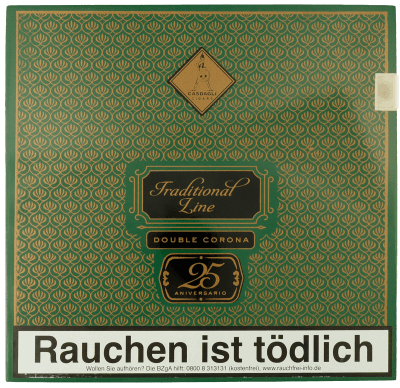 CASDAGLI
Traditional
Line
DOUBLE CORONA
25
ANIVERSARIO
Rauchen ist tödlich
Wollen Sie aufhören? Die BZgA hilft: 0800 8 313131 (kostenfrei), www.rauchfrei-info.de